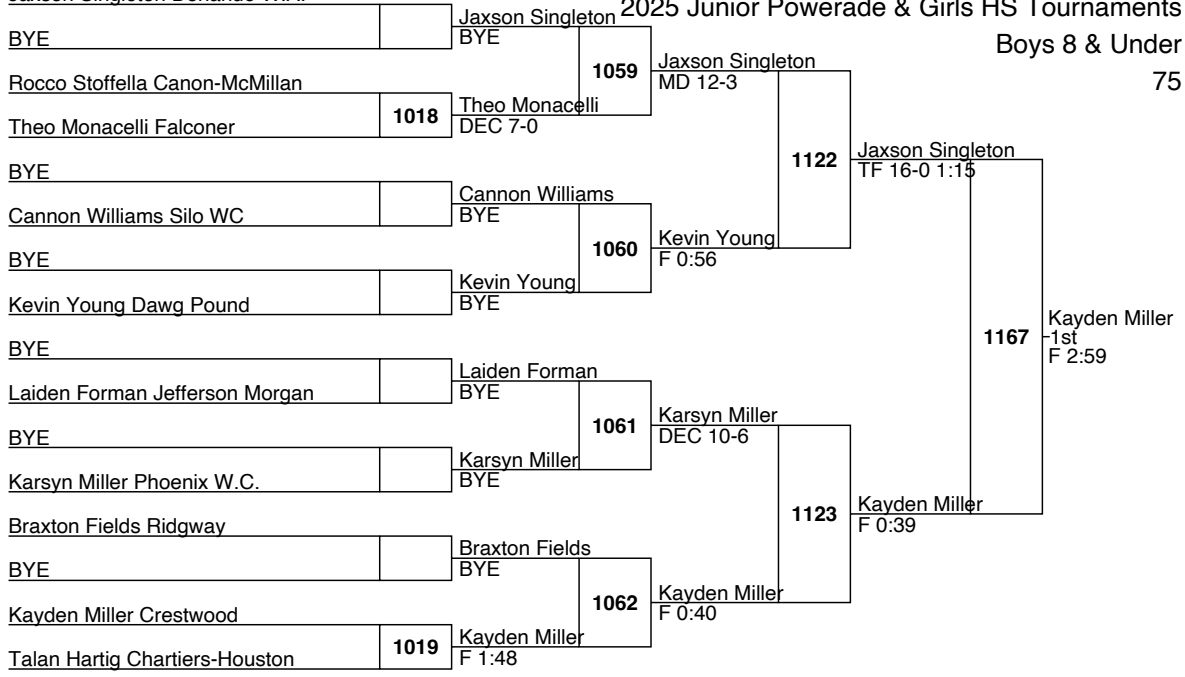 2025 Junior Powerade & Girls HS Tournaments
Boys 8 & Under
75
Jaxson Singleton
BYE
BYE
Rocco Stoffella Canon-McMillan
Theo Monacelli Falconer
1018
Theo Monacelli
DEC 7-0
1059
Jaxson Singleton
MD 12-3
BYE
Cannon Williams Silo WC
Cannon Williams
BYE
BYE
Kevin Young Dawg Pound
Kevin Young
BYE
1060
Kevin Young
F 0:56
1122
Jaxson Singleton
TF 16-0 1:15
BYE
Laiden Forman Jefferson Morgan
Laiden Forman
BYE
BYE
Karsyn Miller Phoenix W.C.
Karsyn Miller
BYE
1061
Karsyn Miller
DEC 10-6
Braxton Fields Ridgway
BYE
Braxton Fields
BYE
Kayden Miller Crestwood
Talan Hartig Chartiers-Houston
1019
Kayden Miller
F 1:48
1062
Kayden Miller
F 0:40
1123
Kayden Miller
F 0:39
1167
Kayden Miller
1st
F 2:59